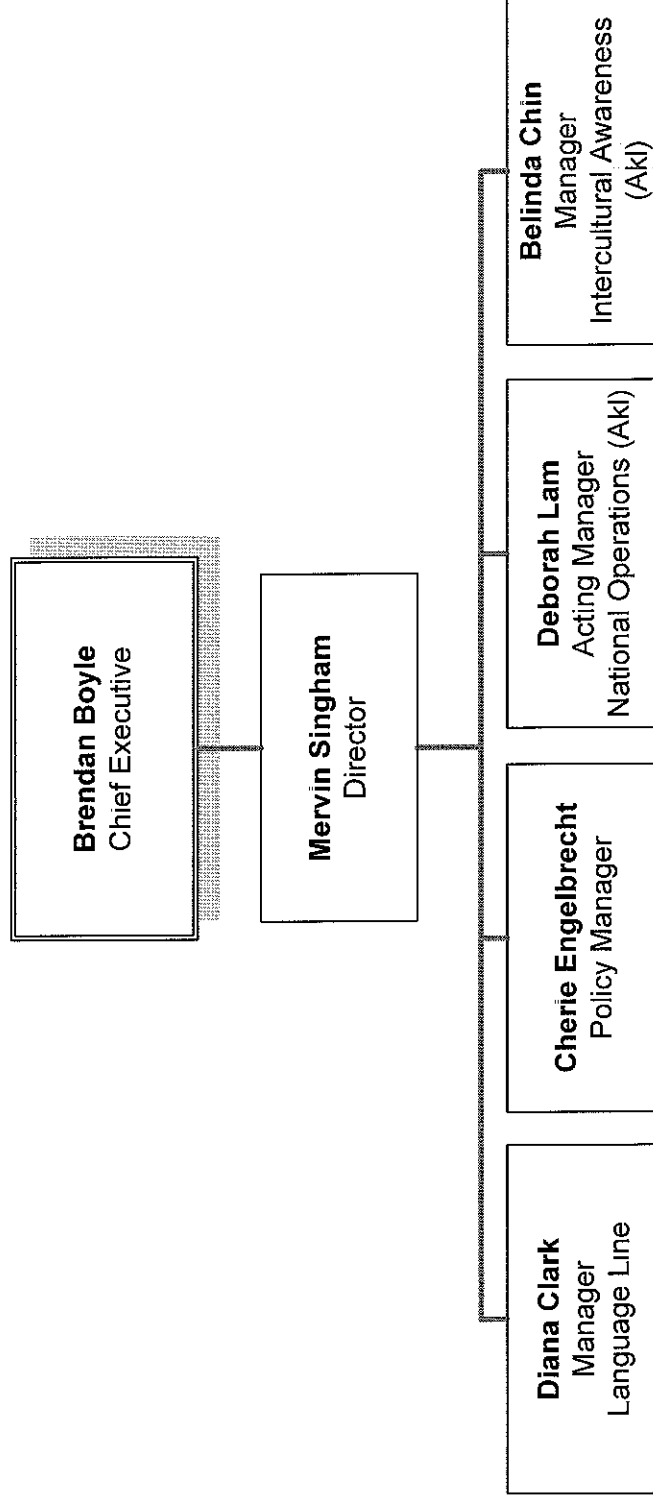 Brendan Boyle
Chief Executive
Mervin Singham
Director
Diana Clark
Manager
Language Line
Cherie Engelbrecht
Policy Manager
Deborah Lam
Acting Manager
National Operations (Akl)
Belinda Chin
Manager
Intercultural Awareness
(Akl)